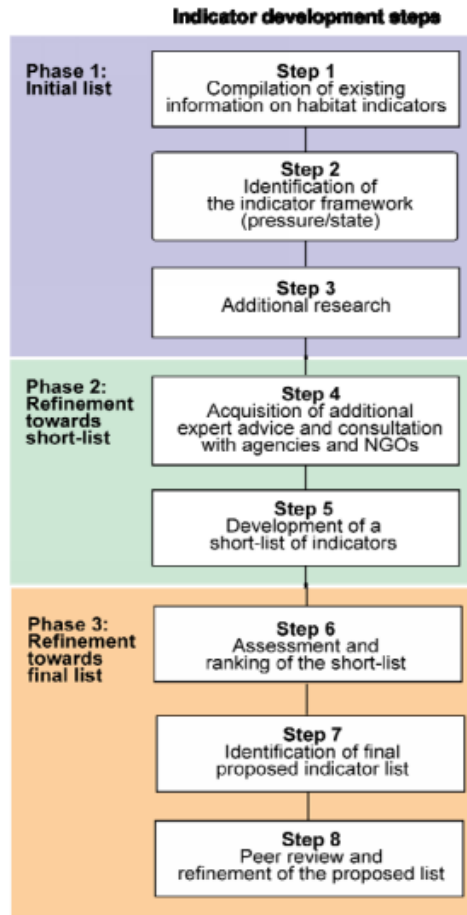 Indicator development steps
Phase 1:
Initial list
Step 1
Compilation of existing
information on habitat indicators
Step 2
Identification of
the indicator framework
(pressure/state)
Step 3
Additional research
Phase 2:
Refinement
towards
short-list
Step 4
Acquisition of additional
expert advice and consultation
with agencies and NGOs
Step 5
Development of a
short-list of indicators
Phase 3:
Refinement
towards
final list
Step 6
Assessment and
ranking of the short-list
Step 7
Identification of final
proposed indicator list
Step 8
Peer review and
refinement of the proposed list